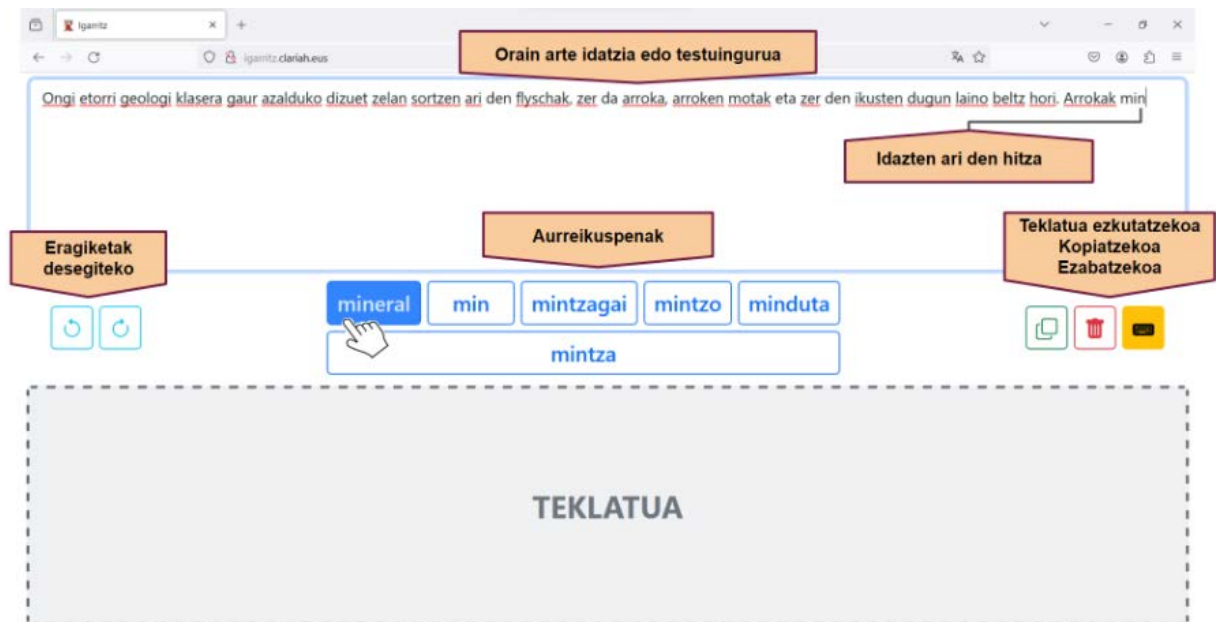 Igarritz
igarritz.clariah.eus
Orain arte idatzia edo testuingurua
Ongi etorri geologi klasera gaur azalduko dizuet zelan sortzen ari den flyschak, zer da arroka, arroken motak eta zer den ikusten dugun laino beltz hori. Arrokak min
Idazten ari den hitza
Eragiketak
desegiteko
Aurreikuspenak
Teklatua ezkutatzekoa
Kopiatzekoa
Ezabatzekoa
mineral min mintzagai mintzo minduta
mintza
TEKLATUA